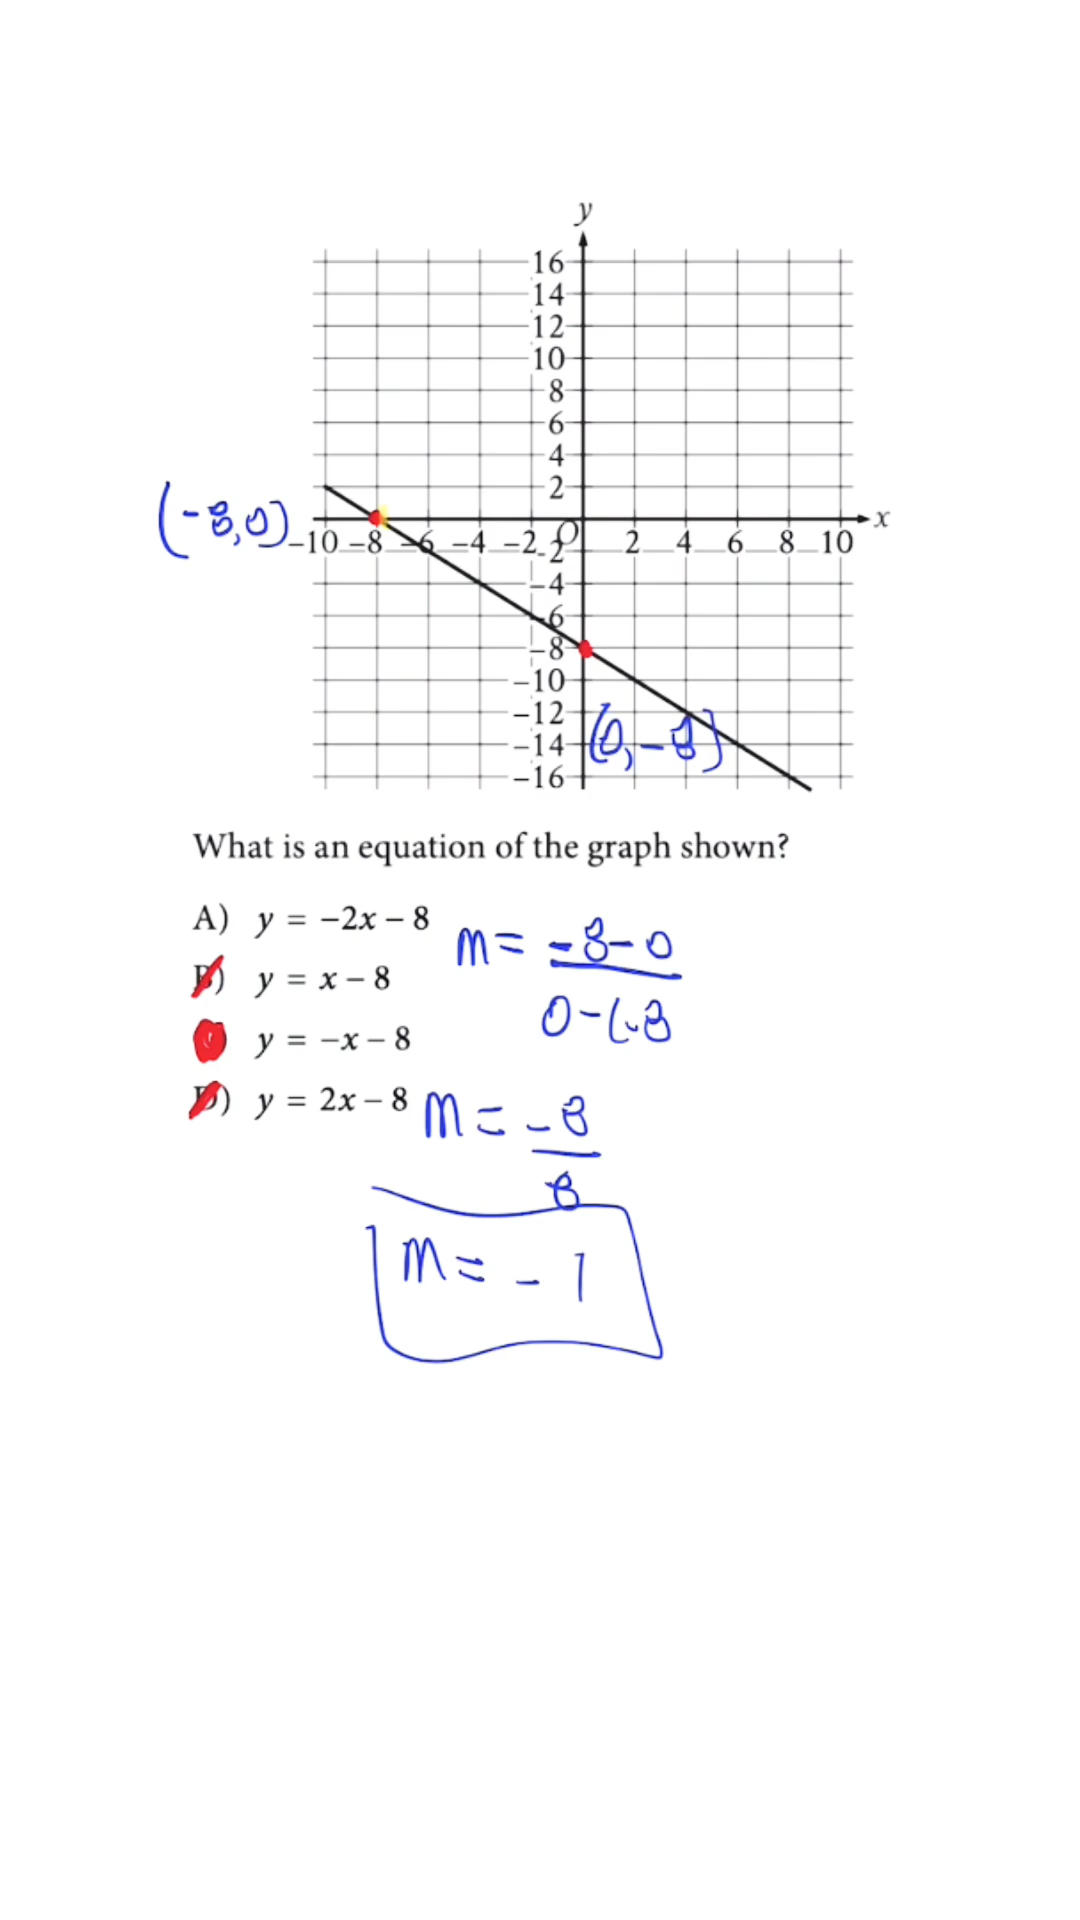 y
16
14
12
10
8
6
4
2
(-8,0)
−10 −8 −6 −4 −2 O 2 4 6 8 10 x
−2
−4
−6
−8
−10
−12
−14
−16
(0,-8)
What is an equation of the graph shown?
A) y = −2x − 8
B) y = x − 8
y = −x − 8
D) y = 2x − 8
m = -8-0
0-(-8
m = -8
8
m = -1